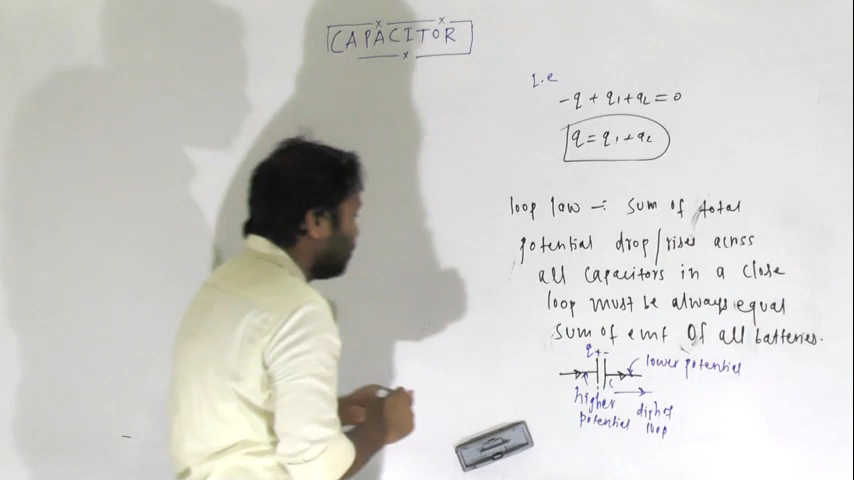 CAPACITOR
I.e
-q + q1 + q2 = 0
q = q1 + q2
loop law -: sum of total
potential drop/rises across
all capacitors in a close
loop must be always equal
sum of emf Of all batteries.
q
+ -
lower potential
C
higher
potential
loop